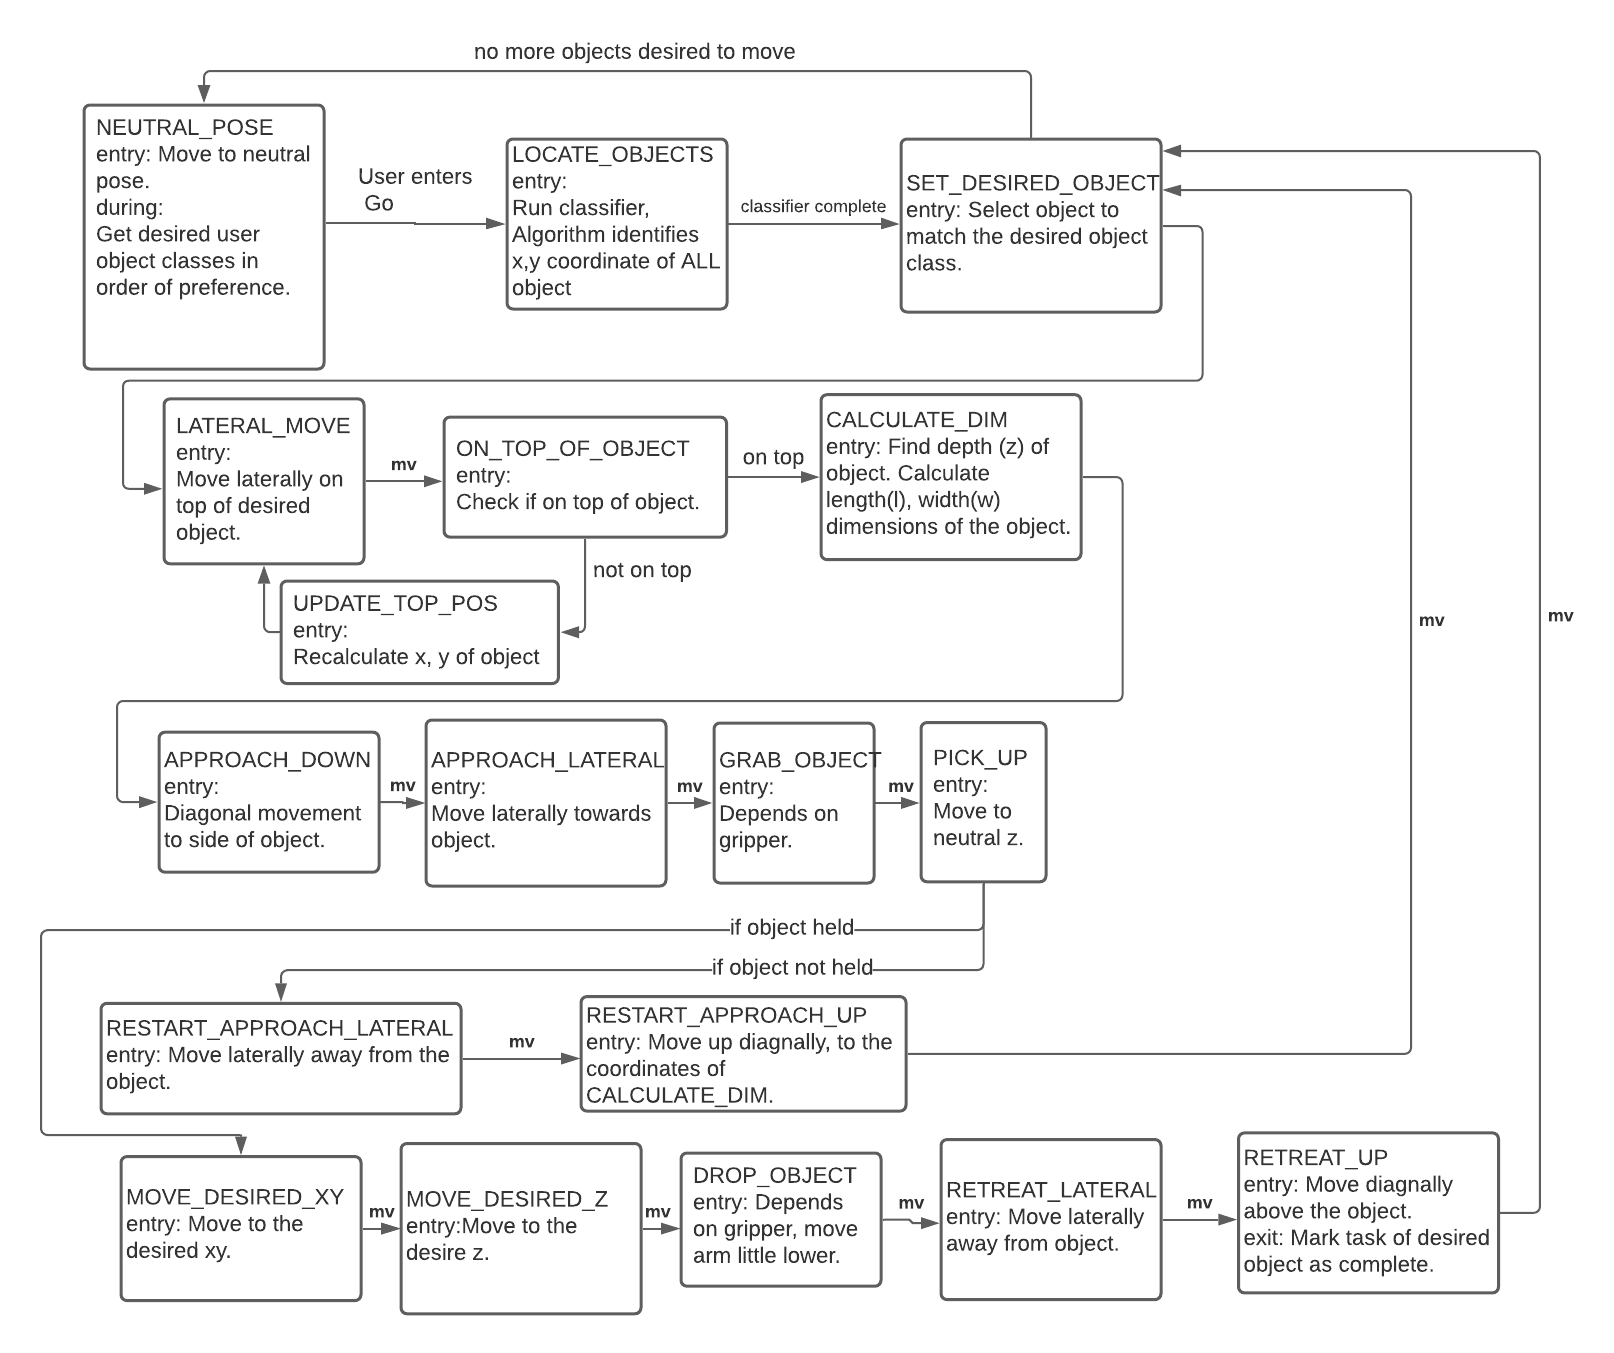 no more objects desired to move
NEUTRAL_POSE
entry: Move to neutral
pose.
during:
Get desired user
object classes in
order of preference.
User enters
Go
LOCATE_OBJECTS
entry:
Run classifier,
Algorithm identifies
x,y coordinate of ALL
object
classifier complete
SET_DESIRED_OBJECT
entry: Select object to
match the desired object
class.
LATERAL_MOVE
entry:
Move laterally on
top of desired
object.
mv
ON_TOP_OF_OBJECT
entry:
Check if on top of object.
on top
CALCULATE_DIM
entry: Find depth (z) of
object. Calculate
length(l), width(w)
dimensions of the object.
not on top
UPDATE_TOP_POS
entry:
Recalculate x, y of object
mv
mv
APPROACH_DOWN
entry:
Diagonal movement
to side of object.
mv
APPROACH_LATERAL
entry:
Move laterally towards
object.
mv
GRAB_OBJECT
entry:
Depends on
gripper.
mv
PICK_UP
entry:
Move to
neutral z.
if object held
if object not held
RESTART_APPROACH_LATERAL
entry: Move laterally away from the
object.
mv
RESTART_APPROACH_UP
entry: Move up diagnally, to the
coordinates of
CALCULATE_DIM.
MOVE_DESIRED_XY
entry: Move to the
desired xy.
mv
MOVE_DESIRED_Z
entry:Move to the
desire z.
mv
DROP_OBJECT
entry: Depends
on gripper, move
arm little lower.
mv
RETREAT_LATERAL
entry: Move laterally
away from object.
mv
RETREAT_UP
entry: Move diagnally
above the object.
exit: Mark task of desired
object as complete.